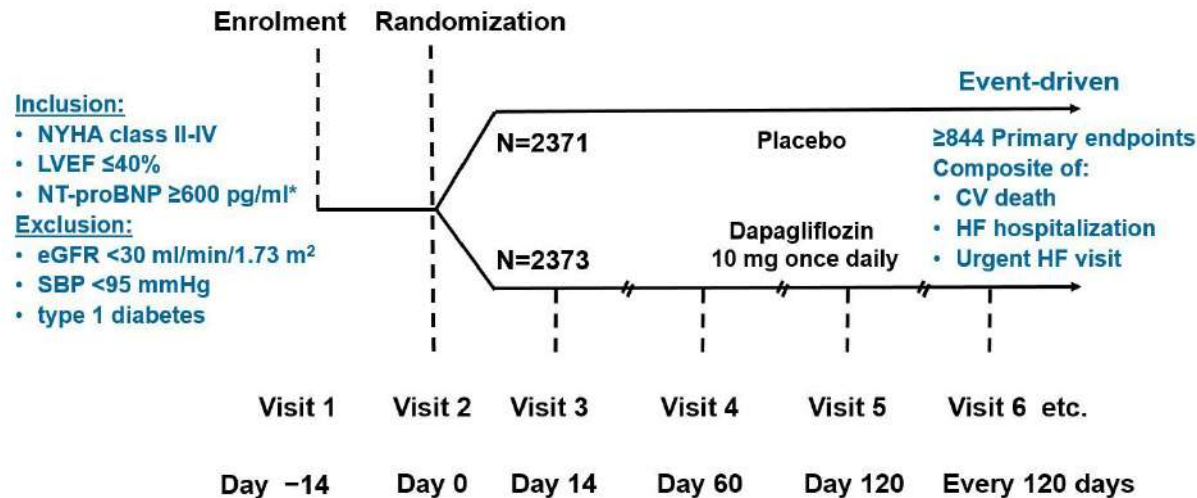 Enrolment
Randomization
Inclusion:
• NYHA class II-IV
• LVEF ≤40%
• NT-proBNP ≥600 pg/ml*
Exclusion:
• eGFR <30 ml/min/1.73 m²
• SBP <95 mmHg
• type 1 diabetes
N=2371
Placebo
N=2373
Dapagliflozin
10 mg once daily
Event-driven
≥844 Primary endpoints
Composite of:
• CV death
• HF hospitalization
• Urgent HF visit
Visit 1
Visit 2
Visit 3
Visit 4
Visit 5
Visit 6 etc.
Day −14
Day 0
Day 14
Day 60
Day 120
Every 120 days